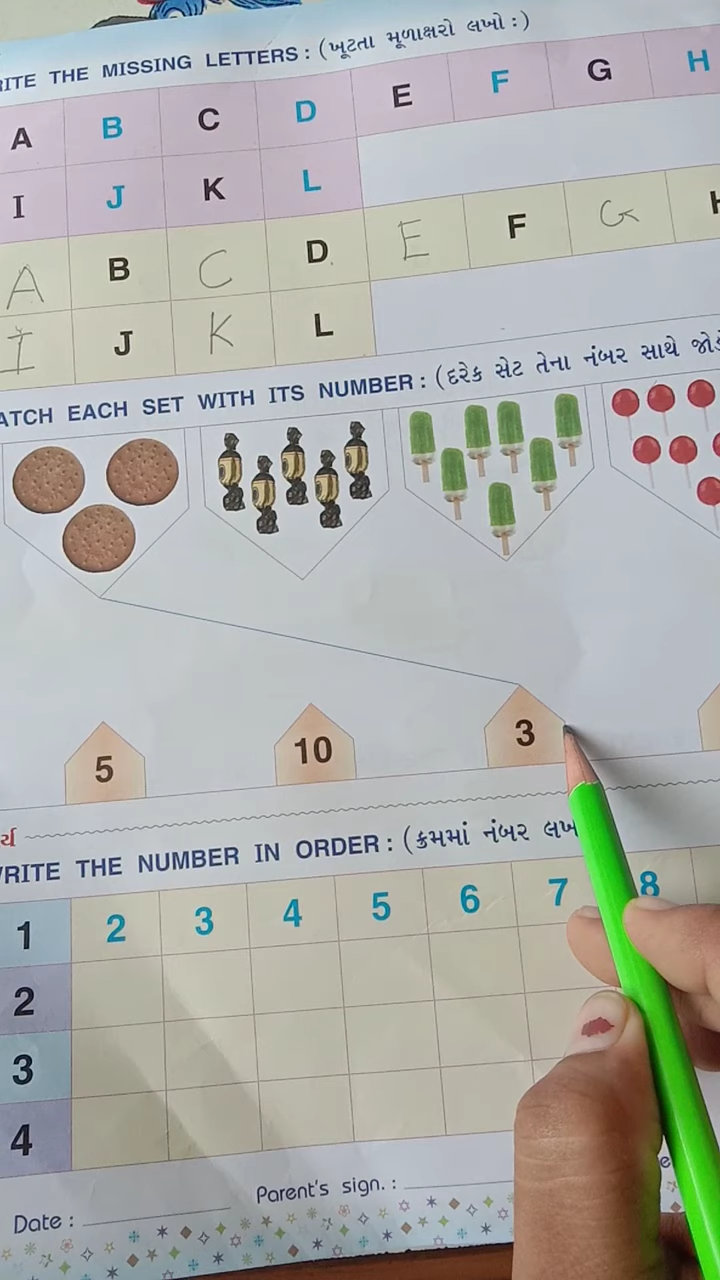 RITE THE MISSING LETTERS : (ખૂટતા મૂળાક્ષરો લખો :)
A B C D E F G H
I J K L
A B C D E F G
I J K L
ATCH EACH SET WITH ITS NUMBER : (દરેક સેટ તેના નંબર સાથે
5 10 3
RITE THE NUMBER IN ORDER : (ક્રમમાં નંબર લખ
1 2 3 4 5 6 7 8
2
3
4
Parent's sign. :
Date :